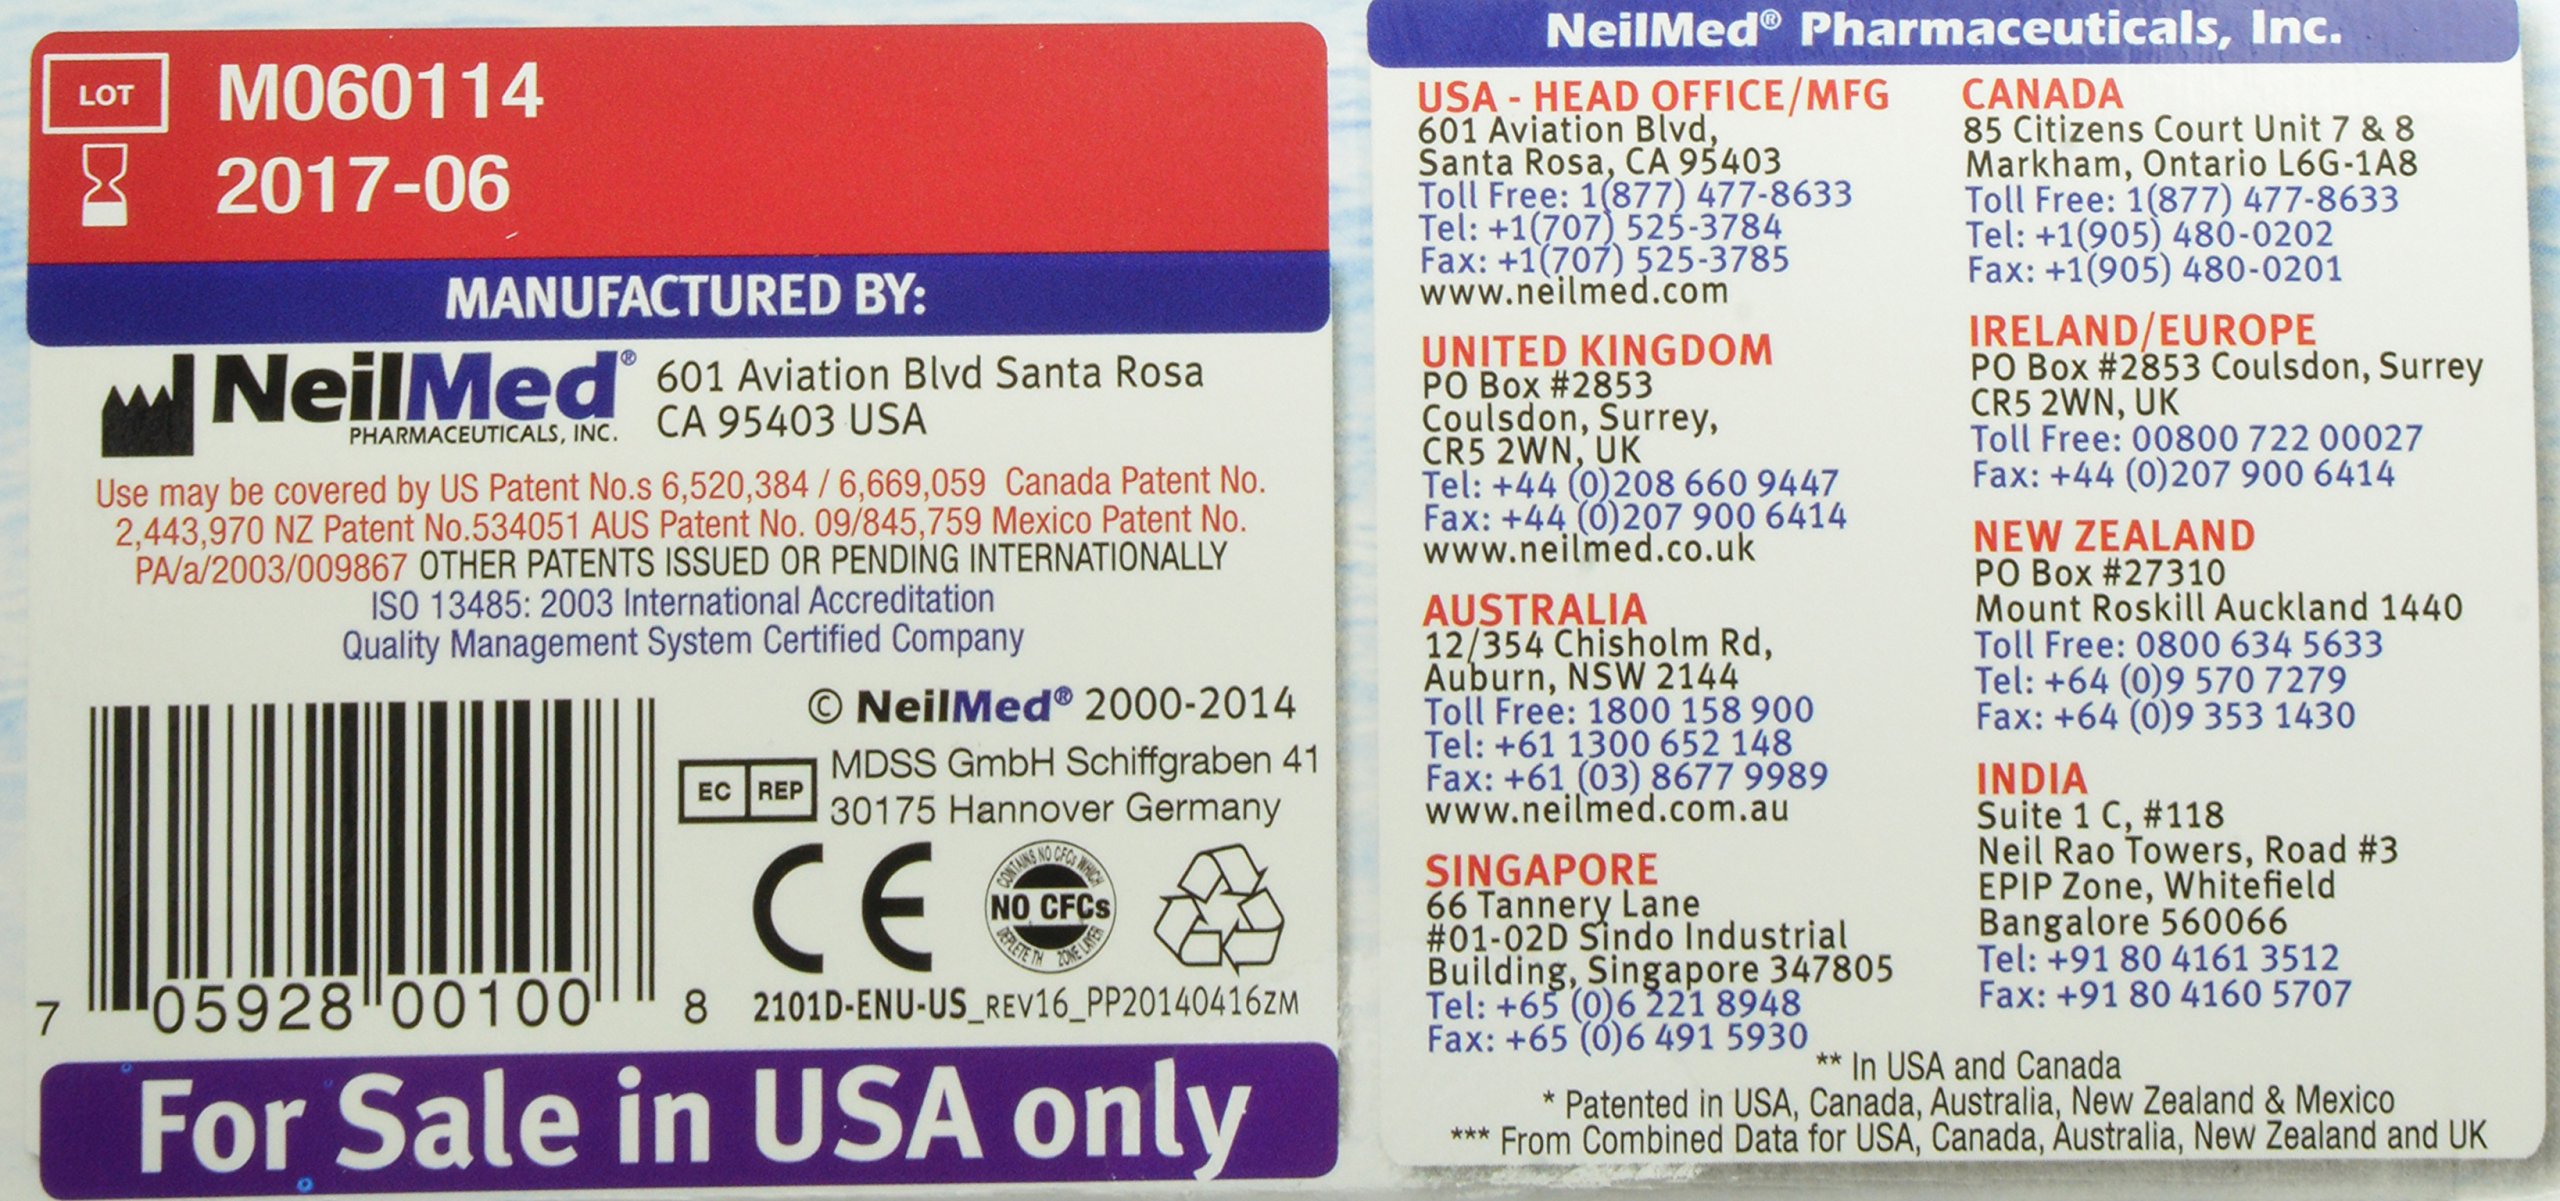 LOT M060114
2017-06
MANUFACTURED BY:
NeilMed® 601 Aviation Blvd Santa Rosa
PHARMACEUTICALS, INC. CA 95403 USA
Use may be covered by US Patent No.s 6,520,384 / 6,669,059 Canada Patent No.
2,443,970 NZ Patent No.534051 AUS Patent No. 09/845,759 Mexico Patent No.
PA/a/2003/009867 OTHER PATENTS ISSUED OR PENDING INTERNATIONALLY
ISO 13485: 2003 International Accreditation
Quality Management System Certified Company
© NeilMed® 2000-2014
EC REP MDSS GmbH Schiffgraben 41
30175 Hannover Germany
CE
CONTAINS NO CFCs WHICH
NO CFCs
DEPLETE TH ZONE LAYER
7 05928 00100 8
2101D-ENU-US_REV16_PP20140416ZM
For Sale in USA only
NeilMed® Pharmaceuticals, Inc.
USA - HEAD OFFICE/MFG
601 Aviation Blvd,
Santa Rosa, CA 95403
Toll Free: 1(877) 477-8633
Tel: +1(707) 525-3784
Fax: +1(707) 525-3785
www.neilmed.com
UNITED KINGDOM
PO Box #2853
Coulsdon, Surrey,
CR5 2WN, UK
Tel: +44 (0)208 660 9447
Fax: +44 (0)207 900 6414
www.neilmed.co.uk
AUSTRALIA
12/354 Chisholm Rd,
Auburn, NSW 2144
Toll Free: 1800 158 900
Tel: +61 1300 652 148
Fax: +61 (03) 8677 9989
www.neilmed.com.au
SINGAPORE
66 Tannery Lane
#01-02D Sindo Industrial
Building, Singapore 347805
Tel: +65 (0)6 221 8948
Fax: +65 (0)6 491 5930
CANADA
85 Citizens Court Unit 7 & 8
Markham, Ontario L6G-1A8
Toll Free: 1(877) 477-8633
Tel: +1(905) 480-0202
Fax: +1(905) 480-0201
IRELAND/EUROPE
PO Box #2853 Coulsdon, Surrey
CR5 2WN, UK
Toll Free: 00800 722 00027
Fax: +44 (0)207 900 6414
NEW ZEALAND
PO Box #27310
Mount Roskill Auckland 1440
Toll Free: 0800 634 5633
Tel: +64 (0)9 570 7279
Fax: +64 (0)9 353 1430
INDIA
Suite 1 C, #118
Neil Rao Towers, Road #3
EPIP Zone, Whitefield
Bangalore 560066
Tel: +91 80 4161 3512
Fax: +91 80 4160 5707
** In USA and Canada
* Patented in USA, Canada, Australia, New Zealand & Mexico
*** From Combined Data for USA, Canada, Australia, New Zealand and UK